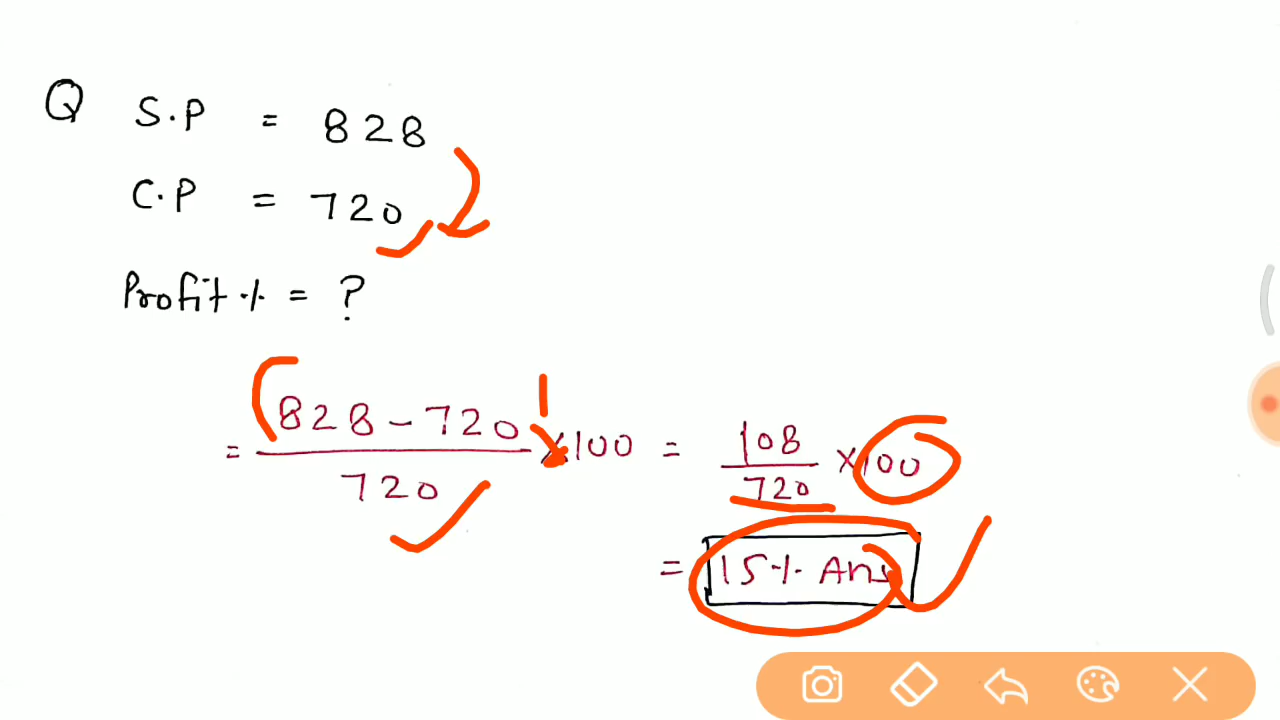 Q S.P = 828
C.P = 720
Profit % = ?
= 828 - 720 / 720 × 100 = 108 / 720 × 100
= 15% Ans